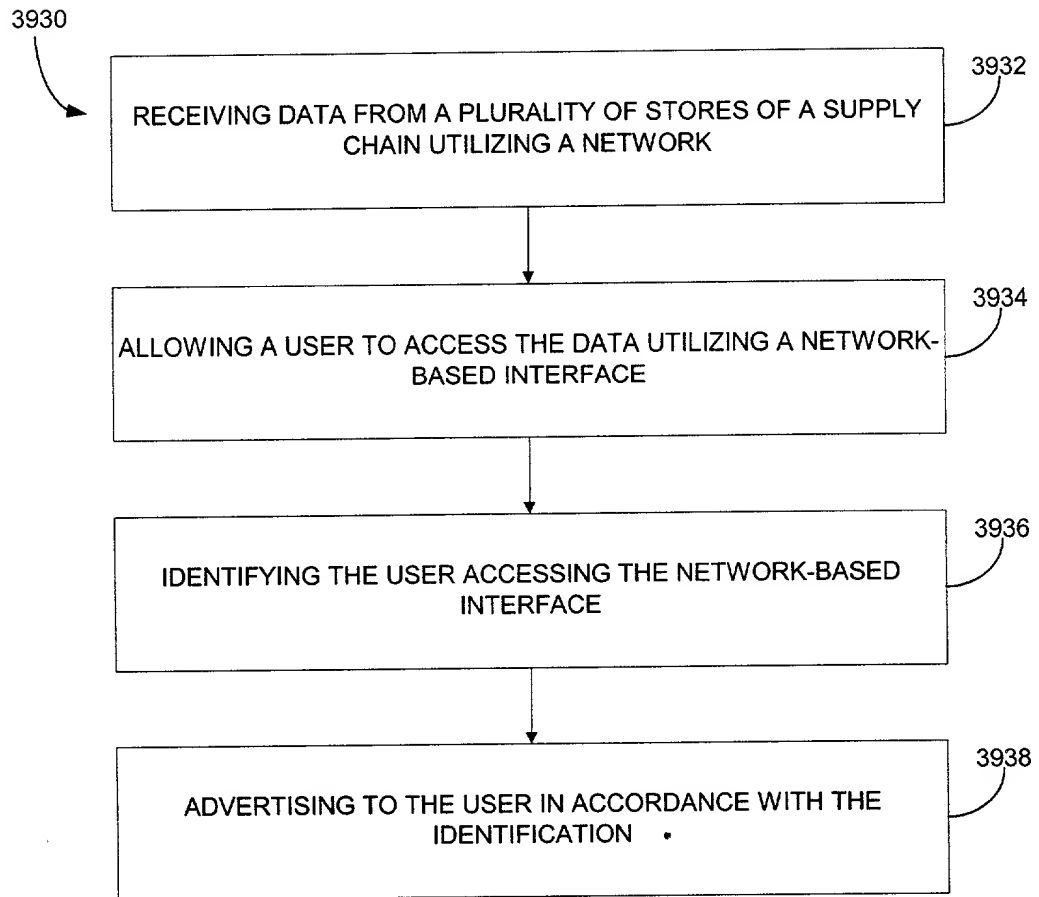 3930
3932
RECEIVING DATA FROM A PLURALITY OF STORES OF A SUPPLY
CHAIN UTILIZING A NETWORK
3934
ALLOWING A USER TO ACCESS THE DATA UTILIZING A NETWORK-
BASED INTERFACE
3936
IDENTIFYING THE USER ACCESSING THE NETWORK-BASED
INTERFACE
3938
ADVERTISING TO THE USER IN ACCORDANCE WITH THE
IDENTIFICATION